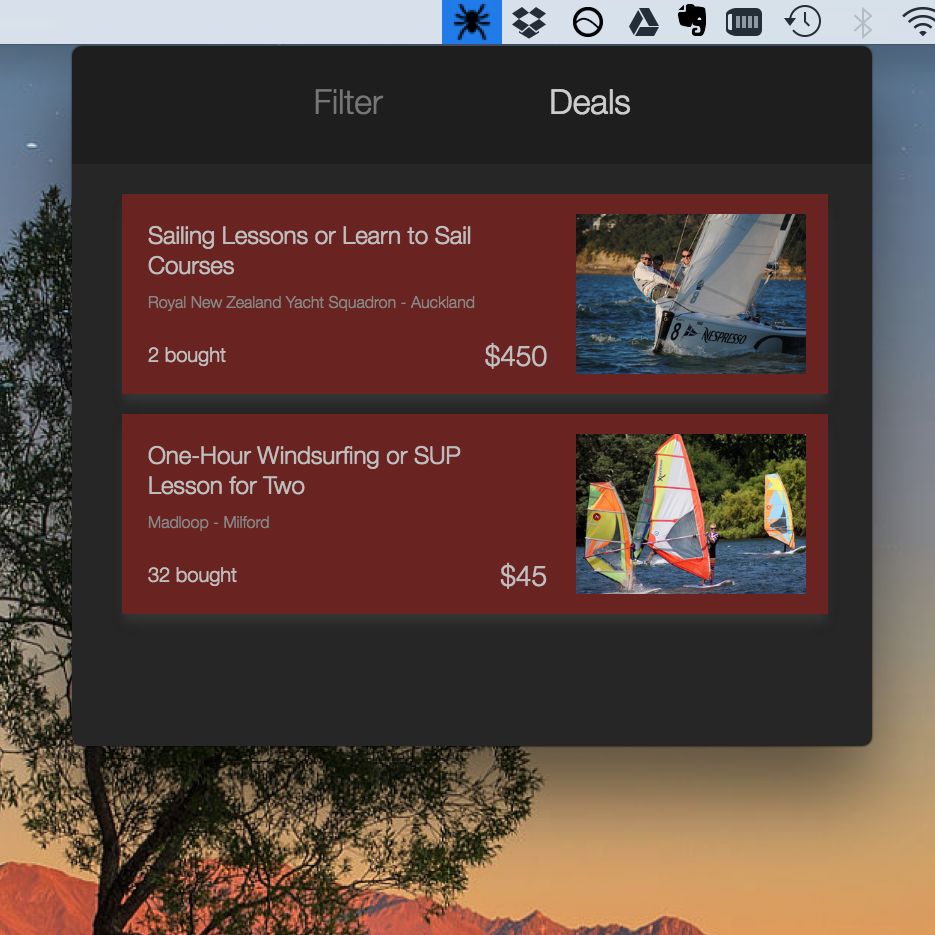 Filter
Deals
Sailing Lessons or Learn to Sail
Courses
Royal New Zealand Yacht Squadron - Auckland
2 bought
$450
8
NESPRESSO
One-Hour Windsurfing or SUP
Lesson for Two
Madloop - Milford
32 bought
$45